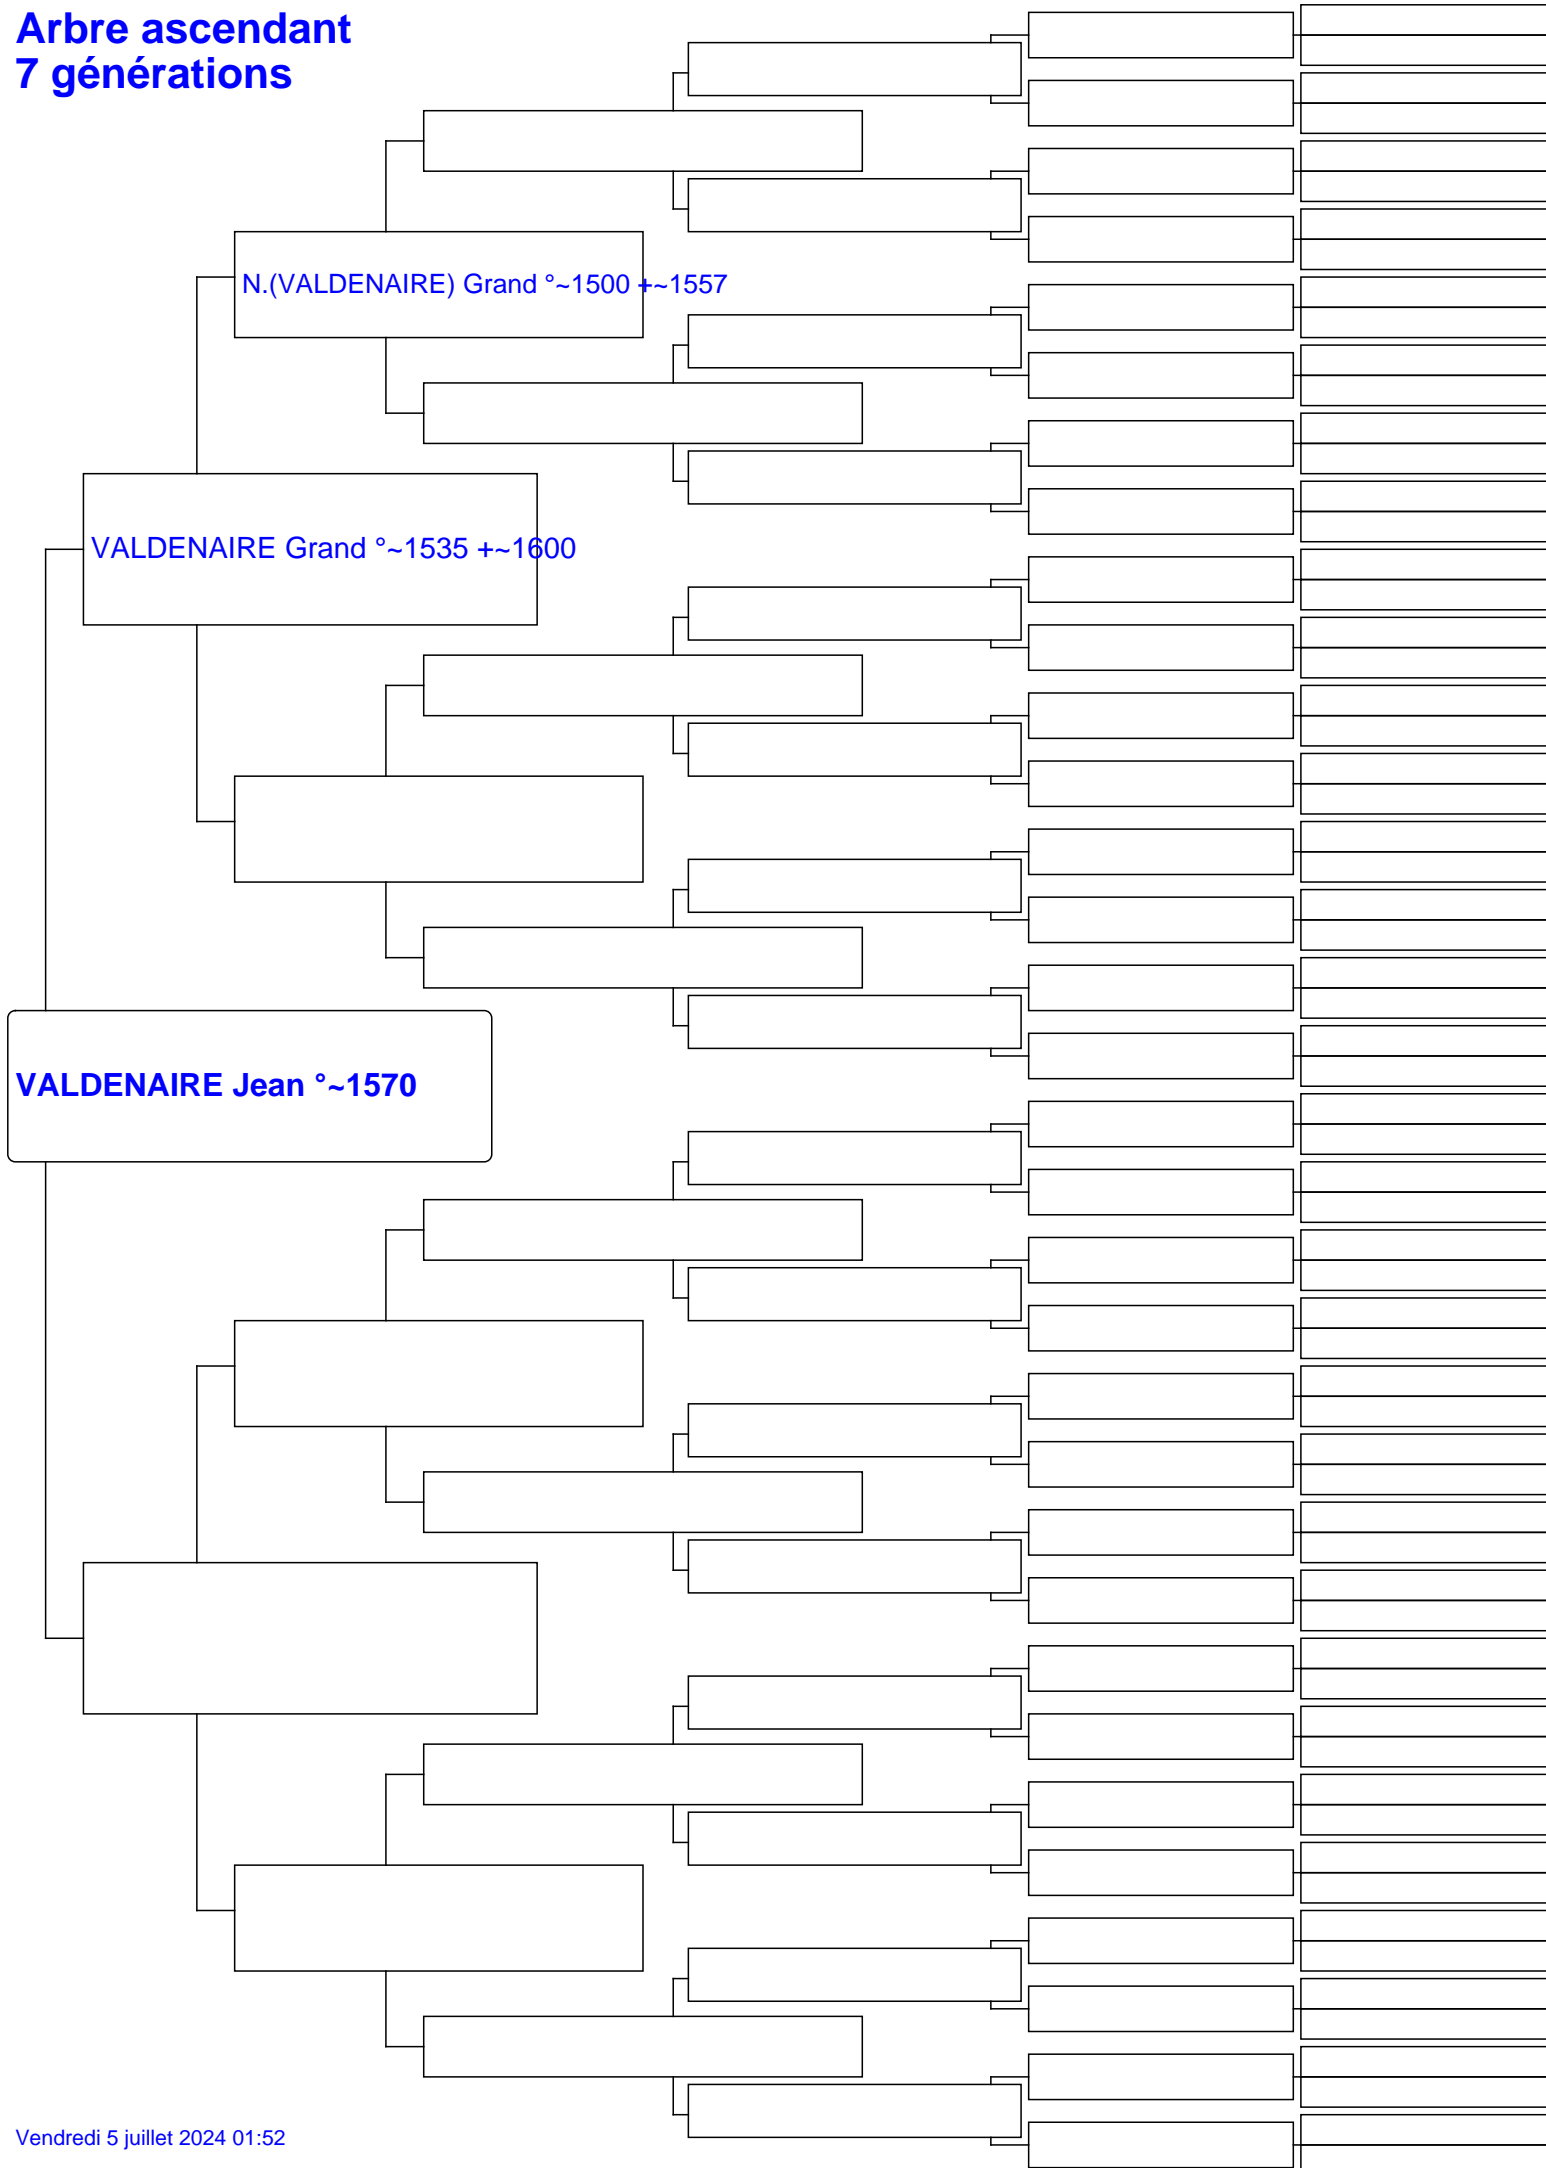 Arbre ascendant
7 générations
N.(VALDENAIRE) Grand °~1500 +~1557
VALDENAIRE Grand °~1535 +~1600
VALDENAIRE Jean °~1570
Vendredi 5 juillet 2024 01:52